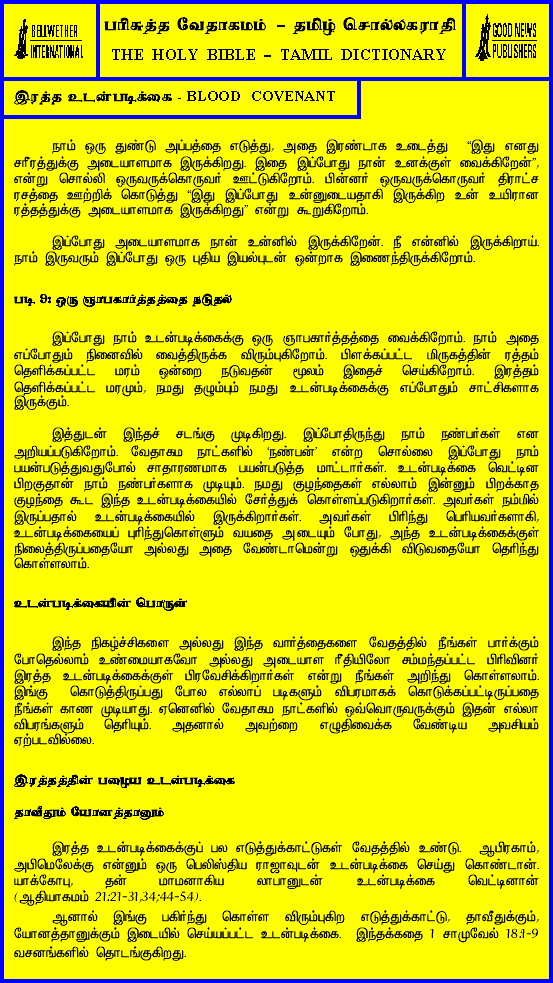 BELLWETHER
INTERNATIONAL
பரிசுத்த வேதாகமம் – தமிழ் சொல்லகராதி
THE HOLY BIBLE – TAMIL DICTIONARY
GOOD NEWS
PUBLISHERS
இரத்த உடன்படிக்கை - BLOOD COVENANT
நாம் ஒரு துண்டு அப்பத்தை எடுத்து, அதை இரண்டாக உடைத்து “இது எனது
சரீரத்துக்கு அடையாளமாக இருக்கிறது. இதை இப்போது நான் உனக்குள் வைக்கிறேன்”,
என்று சொல்லி ஒருவருக்கொருவர் ஊட்டுகிறோம். பின்னர் ஒருவருக்கொருவர் திராட்ச
ரசத்தை ஊற்றிக் கொடுத்து “இது இப்போது உன்னுடையதாகி இருக்கிற உன் உயிரான
ரத்தத்துக்கு அடையாளமாக இருக்கிறது” என்று கூறுகிறோம்.
இப்போது அடையாளமாக நான் உன்னில் இருக்கிறேன். நீ என்னில் இருக்கிறாய்.
நாம் இருவரும் இப்போது ஒரு புதிய இயல்புடன் ஒன்றாக இணைந்திருக்கிறோம்.
படி 9: ஒரு ஞாபகார்த்தத்தை நடுதல்
இப்போது நாம் உடன்படிக்கைக்கு ஒரு ஞாபகார்த்தத்தை வைக்கிறோம். நாம் அதை
எப்போதும் நினைவில் வைத்திருக்க விரும்புகிறோம். பிளக்கப்பட்ட மிருகத்தின் ரத்தம்
தெளிக்கப்பட்ட மரம் ஒன்றை நடுவதன் மூலம் இதைச் செய்கிறோம். இரத்தம்
தெளிக்கப்பட்ட மரமும், நமது தழும்பும் நமது உடன்படிக்கைக்கு எப்போதும் சாட்சிகளாக
இருக்கும்.
இத்துடன் இந்தச் சடங்கு முடிகிறது. இப்போதிருந்து நாம் நண்பர்கள் என
அறியப்படுகிறோம். வேதாகம நாட்களில் ‘நண்பன்’ என்ற சொல்லை இப்போது நாம்
பயன்படுத்துவதுபோல் சாதாரணமாக பயன்படுத்த மாட்டார்கள். உடன்படிக்கை வெட்டின
பிறகுதான் நாம் நண்பர்களாக முடியும். நமது குழந்தைகள் எல்லாம் இன்னும் பிறக்காத
குழந்தை கூட இந்த உடன்படிக்கையில் சேர்த்துக் கொள்ளப்படுகிறார்கள். அவர்கள் நம்மில்
இருப்பதால் உடன்படிக்கையில் இருக்கிறார்கள். அவர்கள் பிரிந்து பெரியவர்களாகி,
உடன்படிக்கையைப் புரிந்துகொள்ளும் வயதை அடையும் போது, அந்த உடன்படிக்கைக்குள்
நிலைத்திருப்பதையோ அல்லது அதை வேண்டாமென்று ஒதுக்கி விடுவதையோ தெரிந்து
கொள்ளலாம்.
உடன்படிக்கையின் பொருள்
இந்த நிகழ்ச்சிகளை அல்லது இந்த வார்த்தைகளை வேதத்தில் நீங்கள் பார்க்கும்
போதெல்லாம் உண்மையாகவோ அல்லது அடையாள ரீதியிலோ சம்மந்தப்பட்ட பிரிவினர்
இரத்த உடன்படிக்கைக்குள் பிரவேசிக்கிறார்கள் என்று நீங்கள் அறிந்து கொள்ளலாம்.
இங்கு கொடுத்திருப்பது போல எல்லாப் படிகளும் விபரமாகக் கொடுக்கப்பட்டிருப்பதை
நீங்கள் காண முடியாது. ஏனெனில் வேதாகம நாட்களில் ஒவ்வொருவருக்கும் இதன் எல்லா
விபரங்களும் தெரியும். அதனால் அவற்றை எழுதிவைக்க வேண்டிய அவசியம்
ஏற்படவில்லை.
இரத்தத்தின் பழைய உடன்படிக்கை
தாவீதும் யோனத்தானும்
இரத்த உடன்படிக்கைக்குப் பல எடுத்துக்காட்டுகள் வேதத்தில் உண்டு. ஆபிரகாம்,
அபிமெலேக்கு என்னும் ஒரு பெலிஸ்திய ராஜாவுடன் உடன்படிக்கை செய்து கொண்டான்.
யாக்கோபு, தன் மாமனாகிய லாபானுடன் உடன்படிக்கை வெட்டினான்
(ஆதியாகமம் 21:21-31,34;44-54).
ஆனால் இங்கு பகிர்ந்து கொள்ள விரும்புகிற எடுத்துக்காட்டு, தாவீதுக்கும்,
யோனத்தானுக்கும் இடையில் செய்யப்பட்ட உடன்படிக்கை. இந்தக்கதை 1 சாமுவேல் 18:1-9
வசனங்களில் தொடங்குகிறது.